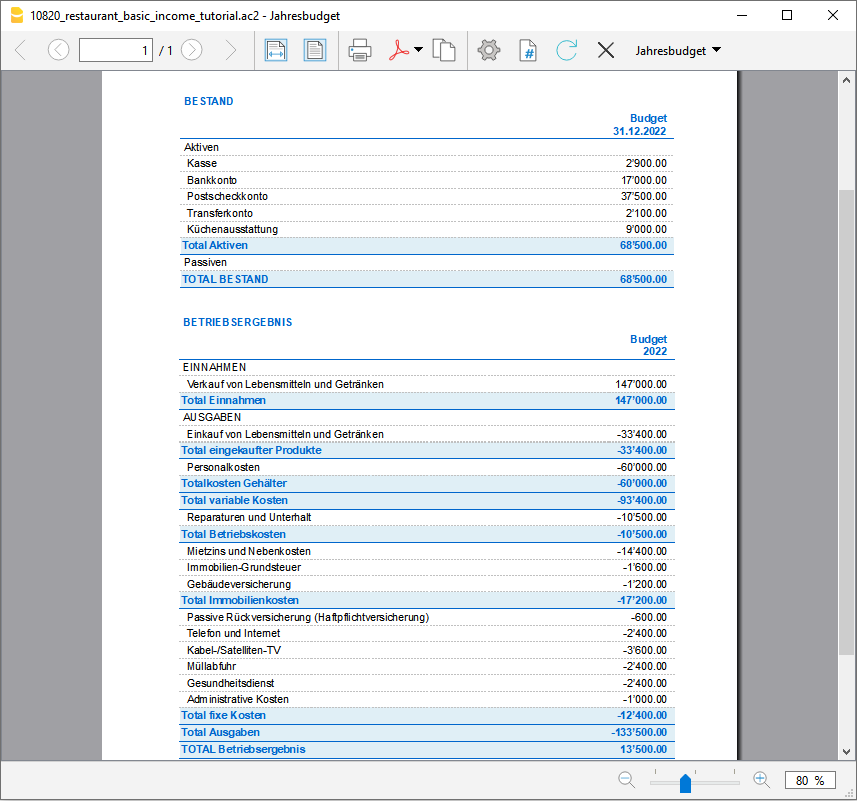 10820_restaurant_basic_income_tutorial.ac2 - Jahresbudget
1 / 1 Jahresbudget
BESTAND
Budget
31.12.2022
Aktiven
Kasse 2'900.00
Bankkonto 17'000.00
Postscheckkonto 37'500.00
Transferkonto 2'100.00
Küchenausstattung 9'000.00
Total Aktiven 68'500.00
Passiven
TOTAL BESTAND 68'500.00
BETRIEBSERGEBNIS
Budget
2022
EINNAHMEN
Verkauf von Lebensmitteln und Getränken 147'000.00
Total Einnahmen 147'000.00
AUSGABEN
Einkauf von Lebensmitteln und Getränken -33'400.00
Total eingekaufter Produkte -33'400.00
Personalkosten -60'000.00
Totalkosten Gehälter -60'000.00
Total variable Kosten -93'400.00
Reparaturen und Unterhalt -10'500.00
Total Betriebskosten -10'500.00
Mietzins und Nebenkosten -14'400.00
Immobilien-Grundsteuer -1'600.00
Gebäudeversicherung -1'200.00
Total Immobilienkosten -17'200.00
Passive Rückversicherung (Haftpflichtversicherung) -600.00
Telefon und Internet -2'400.00
Kabel-/Satelliten-TV -3'600.00
Müllabfuhr -2'400.00
Gesundheitsdienst -2'400.00
Administrative Kosten -1'000.00
Total fixe Kosten -12'400.00
Total Ausgaben -133'500.00
TOTAL Betriebsergebnis 13'500.00
80 %